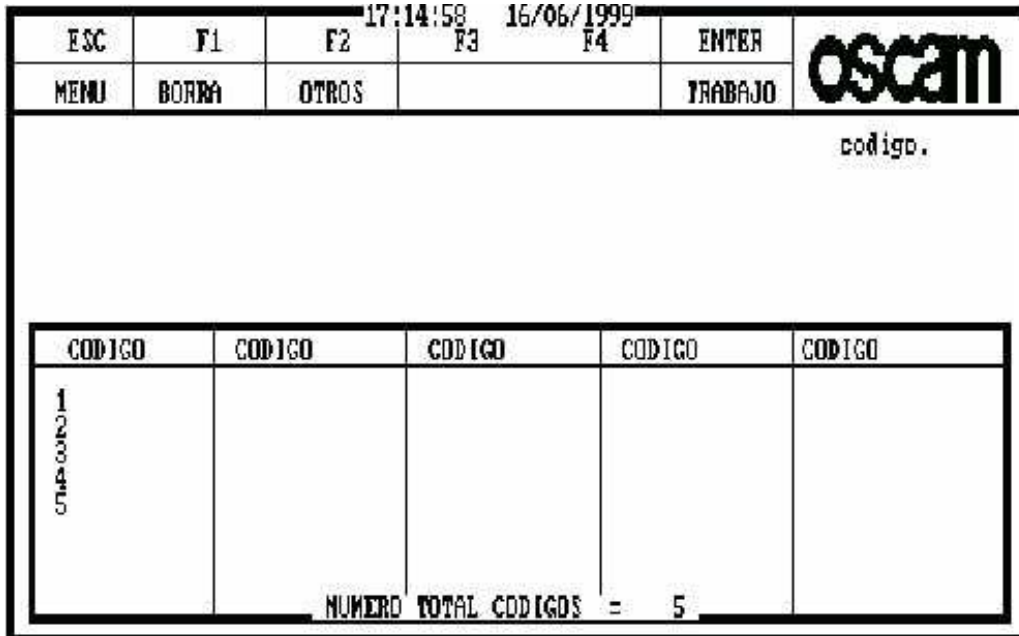 17:14:58 16/06/1999
ESC F1 F2 F3 F4 ENTER
MENU BORRA OTROS TRABAJO
oscam
codigo.
CODIGO CODIGO CODIGO CODIGO CODIGO
1
2
3
4
5
NUMERO TOTAL CODIGOS = 5